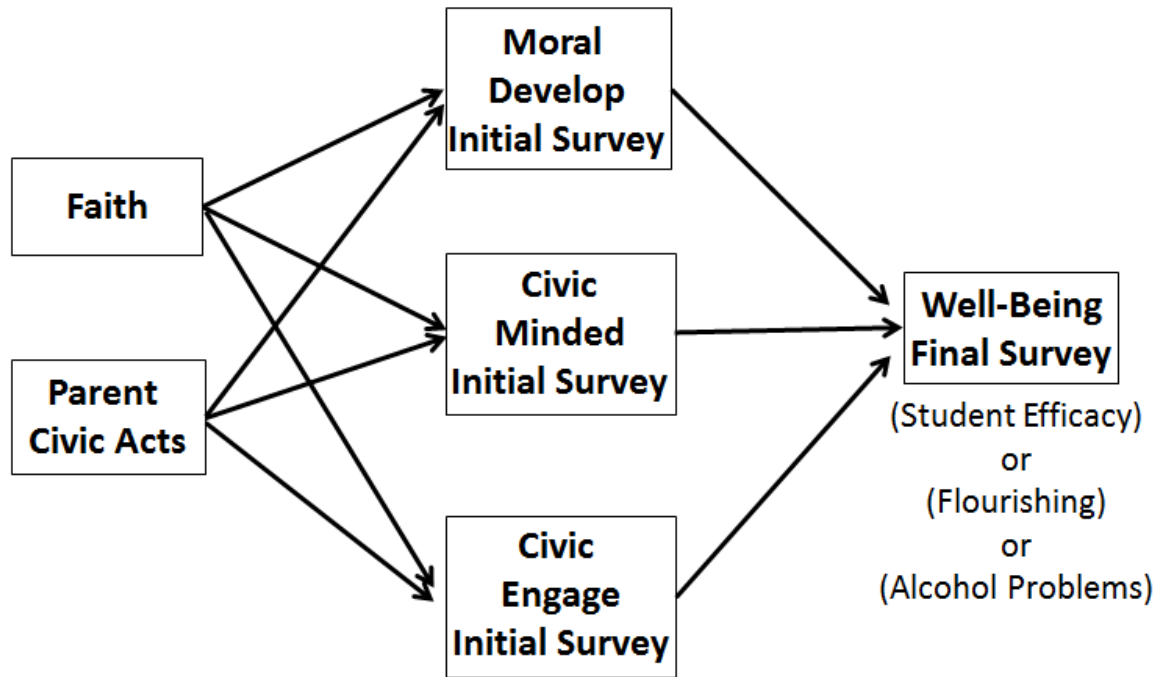 Moral
Develop
Initial Survey
Faith
Civic
Minded
Initial Survey
Parent
Civic Acts
Well-Being
Final Survey
(Student Efficacy)
or
(Flourishing)
or
(Alcohol Problems)
Civic
Engage
Initial Survey